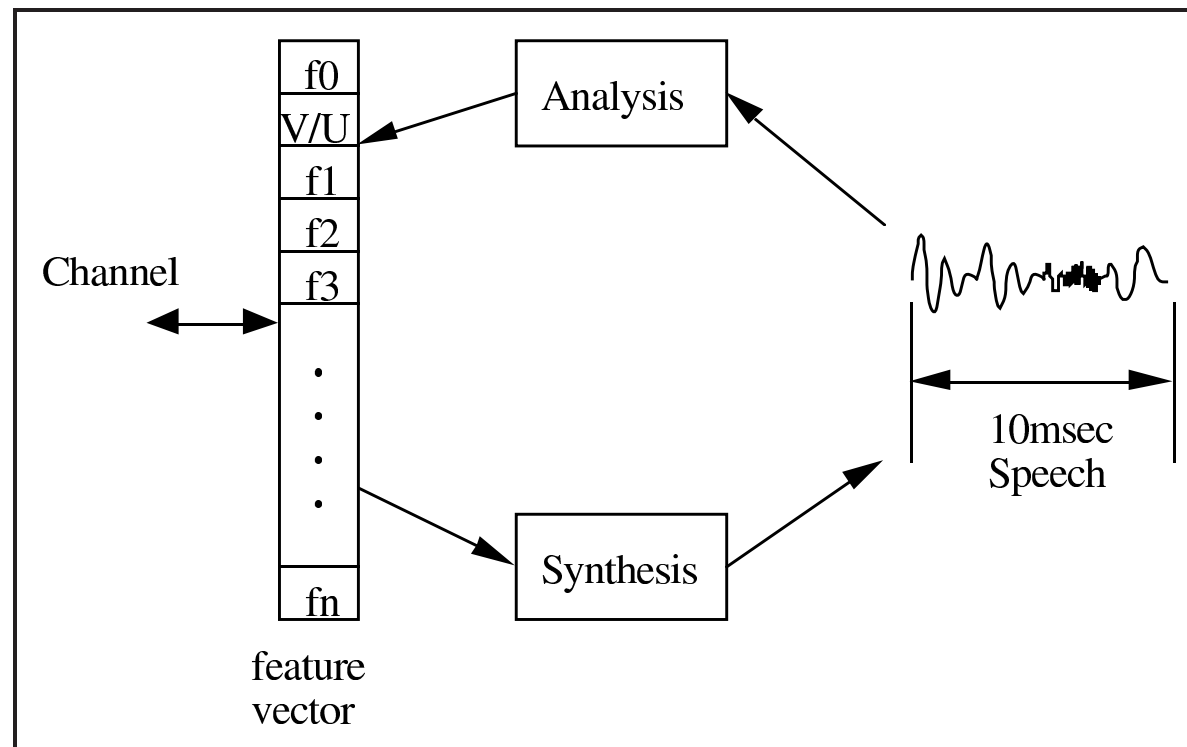 f0
V/U
f1
f2
f3
fn
feature
vector
Channel
Analysis
Synthesis
10msec
Speech